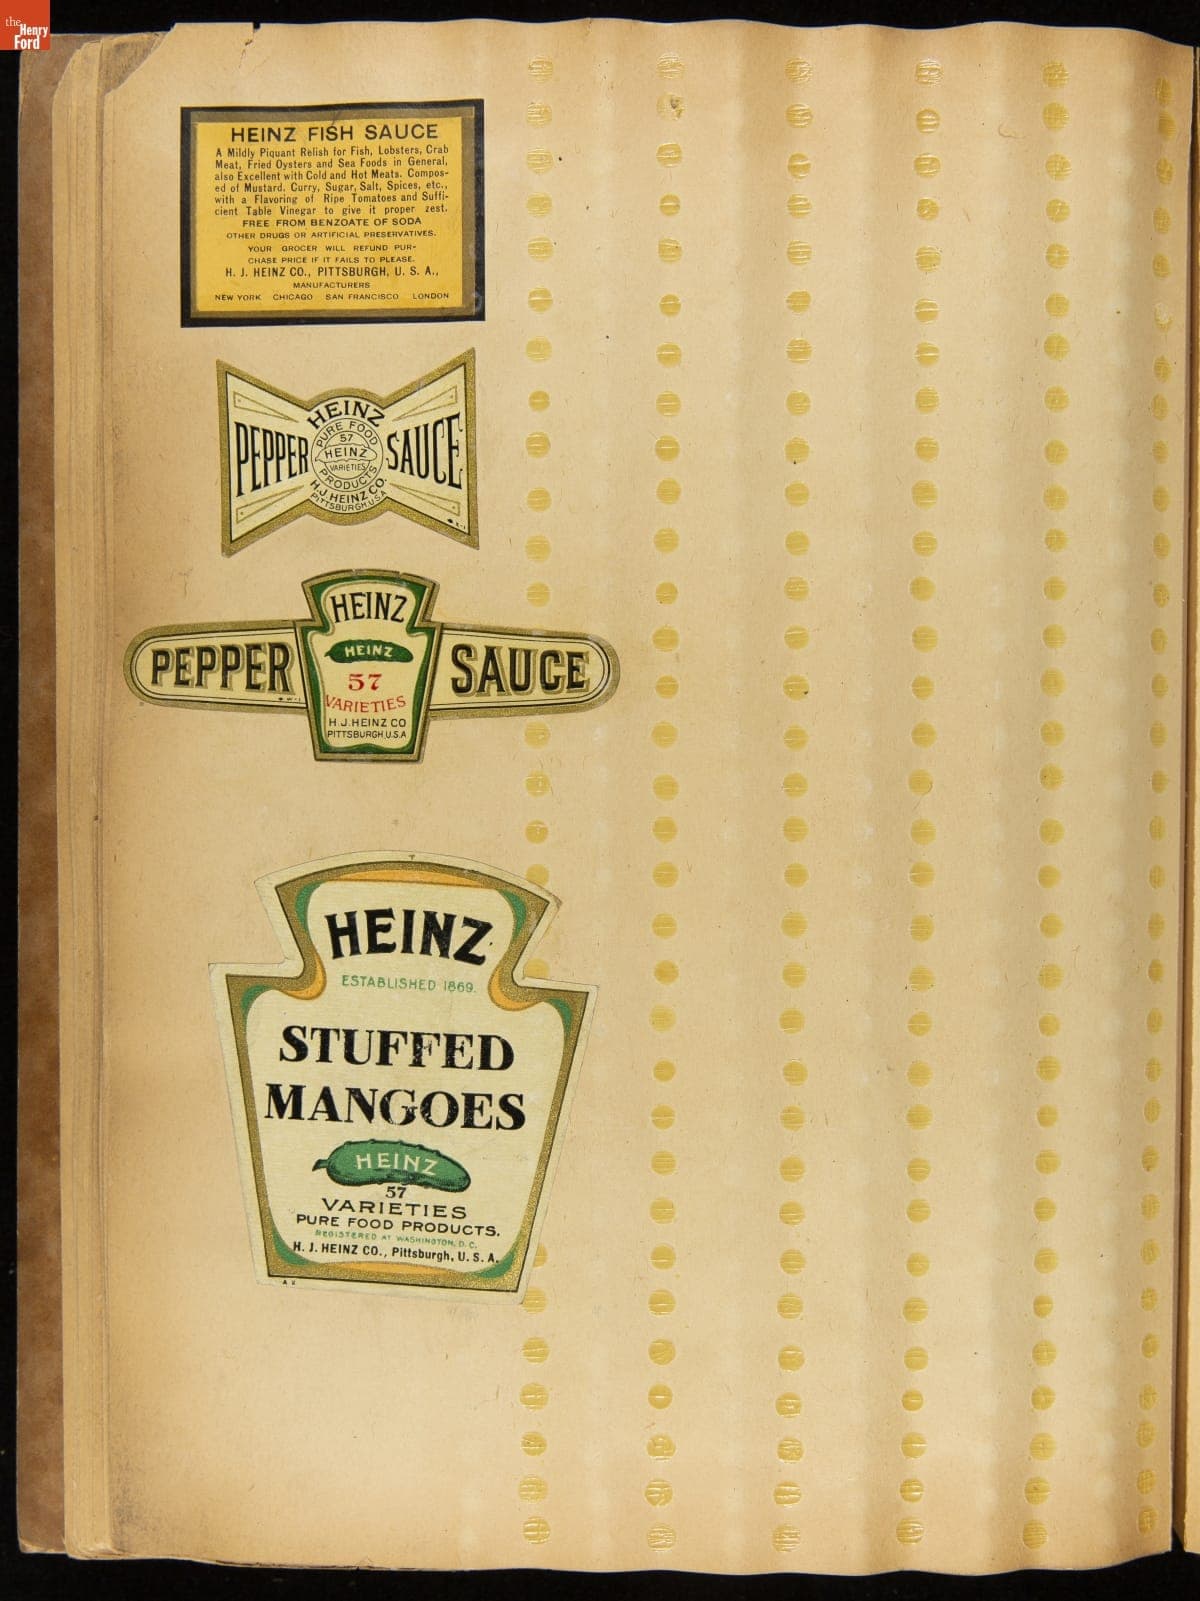 the
Henry
Ford
HEINZ FISH SAUCE
A Mildly Piquant Relish for Fish, Lobsters, Crab
Meat, Fried Oysters and Sea Foods in General,
also Excellent with Cold and Hot Meats. Compos-
ed of Mustard. Curry, Sugar, Salt, Spices, etc.,
with a Flavoring of Ripe Tomatoes and Suffi-
cient Table Vinegar to give it proper zest.
FREE FROM BENZOATE OF SODA
OTHER DRUGS OR ARTIFICIAL PRESERVATIVES.
YOUR GROCER WILL REFUND PUR-
CHASE PRICE IF IT FAILS TO PLEASE.
H. J. HEINZ CO., PITTSBURGH, U. S. A.,
MANUFACTURERS
NEW YORK CHICAGO SAN FRANCISCO LONDON
HEINZ
PEPPER SAUCE
PURE FOOD
57
HEINZ
VARIETIES
PRODUCTS
H.J. HEINZ CO.
PITTSBURGH, U.S.A
X-1
HEINZ
PEPPER SAUCE
HEINZ
57
VARIETIES
H.J. HEINZ CO
PITTSBURGH, U.S.A
W-1
HEINZ
ESTABLISHED 1869.
STUFFED
MANGOES
HEINZ
57
VARIETIES
PURE FOOD PRODUCTS.
REGISTERED AT WASHINGTON, D.C.
H. J. HEINZ CO., Pittsburgh, U. S. A.
A X